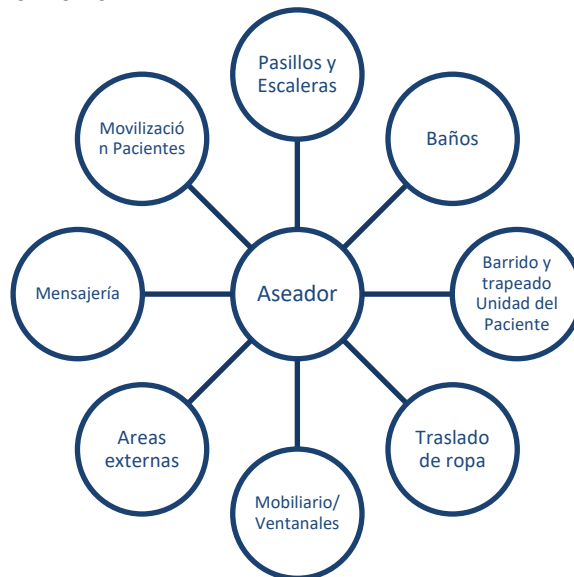 Pasillos y
Escaleras
Movilizació
n Pacientes
Baños
Mensajería
Aseador
Barrido y
trapeado
Unidad del
Paciente
Areas
externas
Traslado
de ropa
Mobiliario/
Ventanales